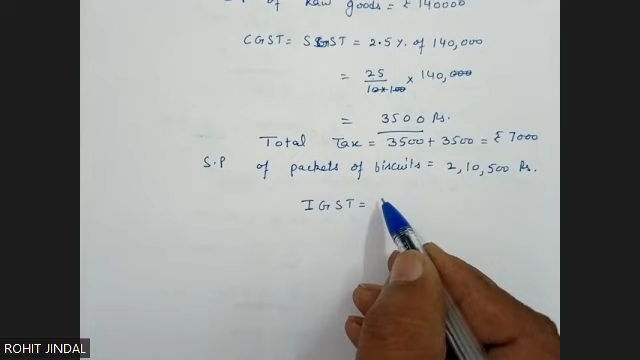 S.P of Raw goods = ₹ 140000
CGST = SGST = 2.5 %. of 140,000
= 25/10*100 × 140,000
= 3500 Rs.
Total Tax = 3500 + 3500 = ₹ 7000
S.P of packets of biscuits = 2,10,500 Rs.
IGST =
ROHIT JINDAL